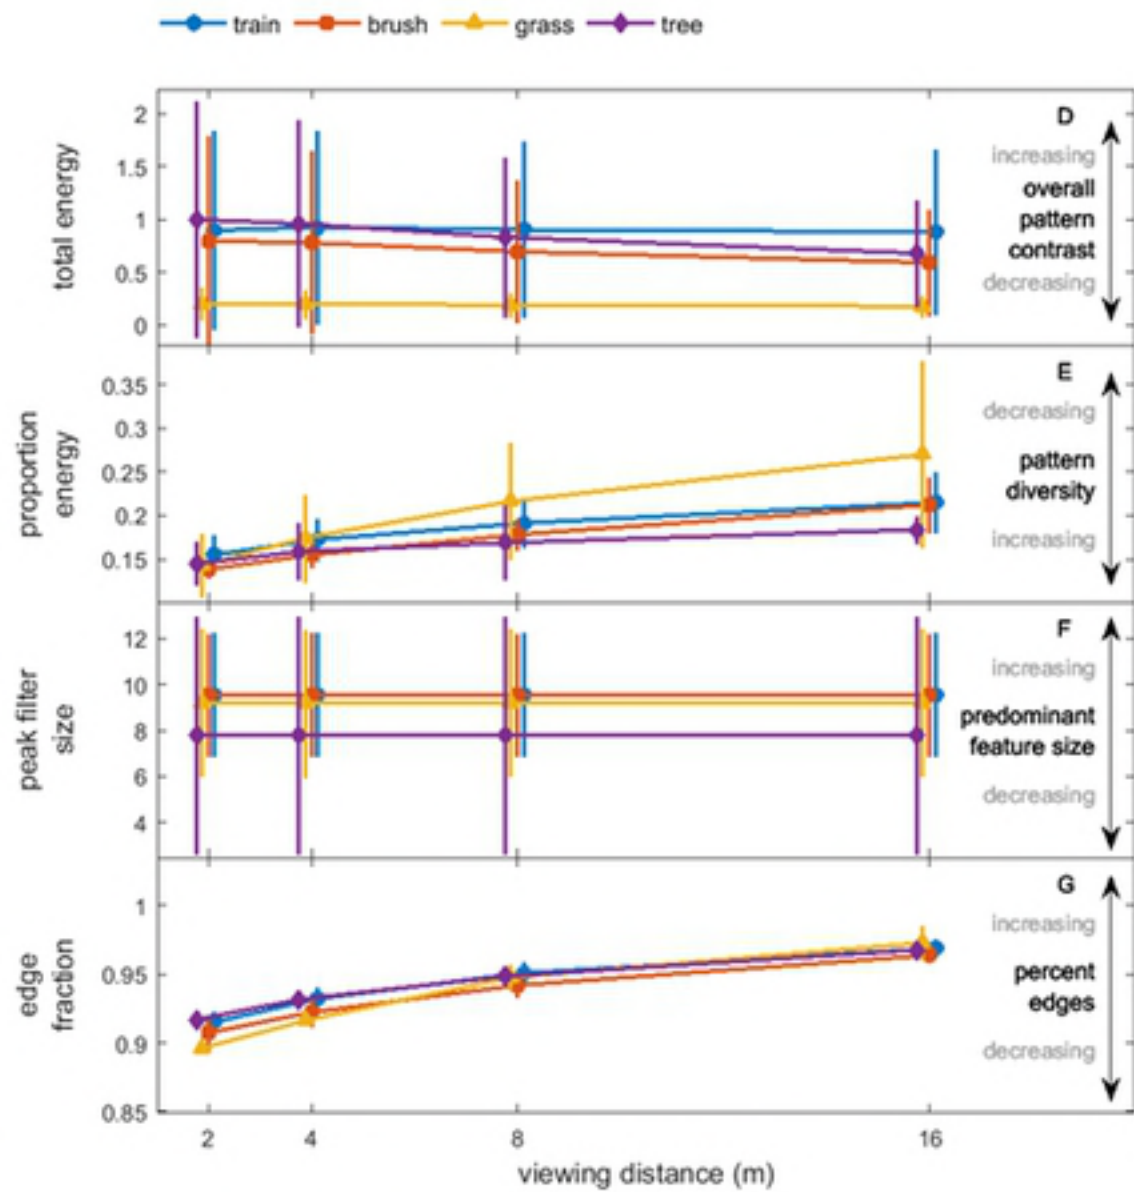 train brush grass tree
total energy
2
1.5
1
0.5
0
D
increasing
overall
pattern
contrast
decreasing
proportion
energy
0.35
0.3
0.25
0.2
0.15
E
decreasing
pattern
diversity
increasing
peak filter
size
12
10
8
6
4
F
increasing
predominant
feature size
decreasing
edge
fraction
1
0.95
0.9
0.85
G
increasing
percent
edges
decreasing
2 4 8 16
viewing distance (m)